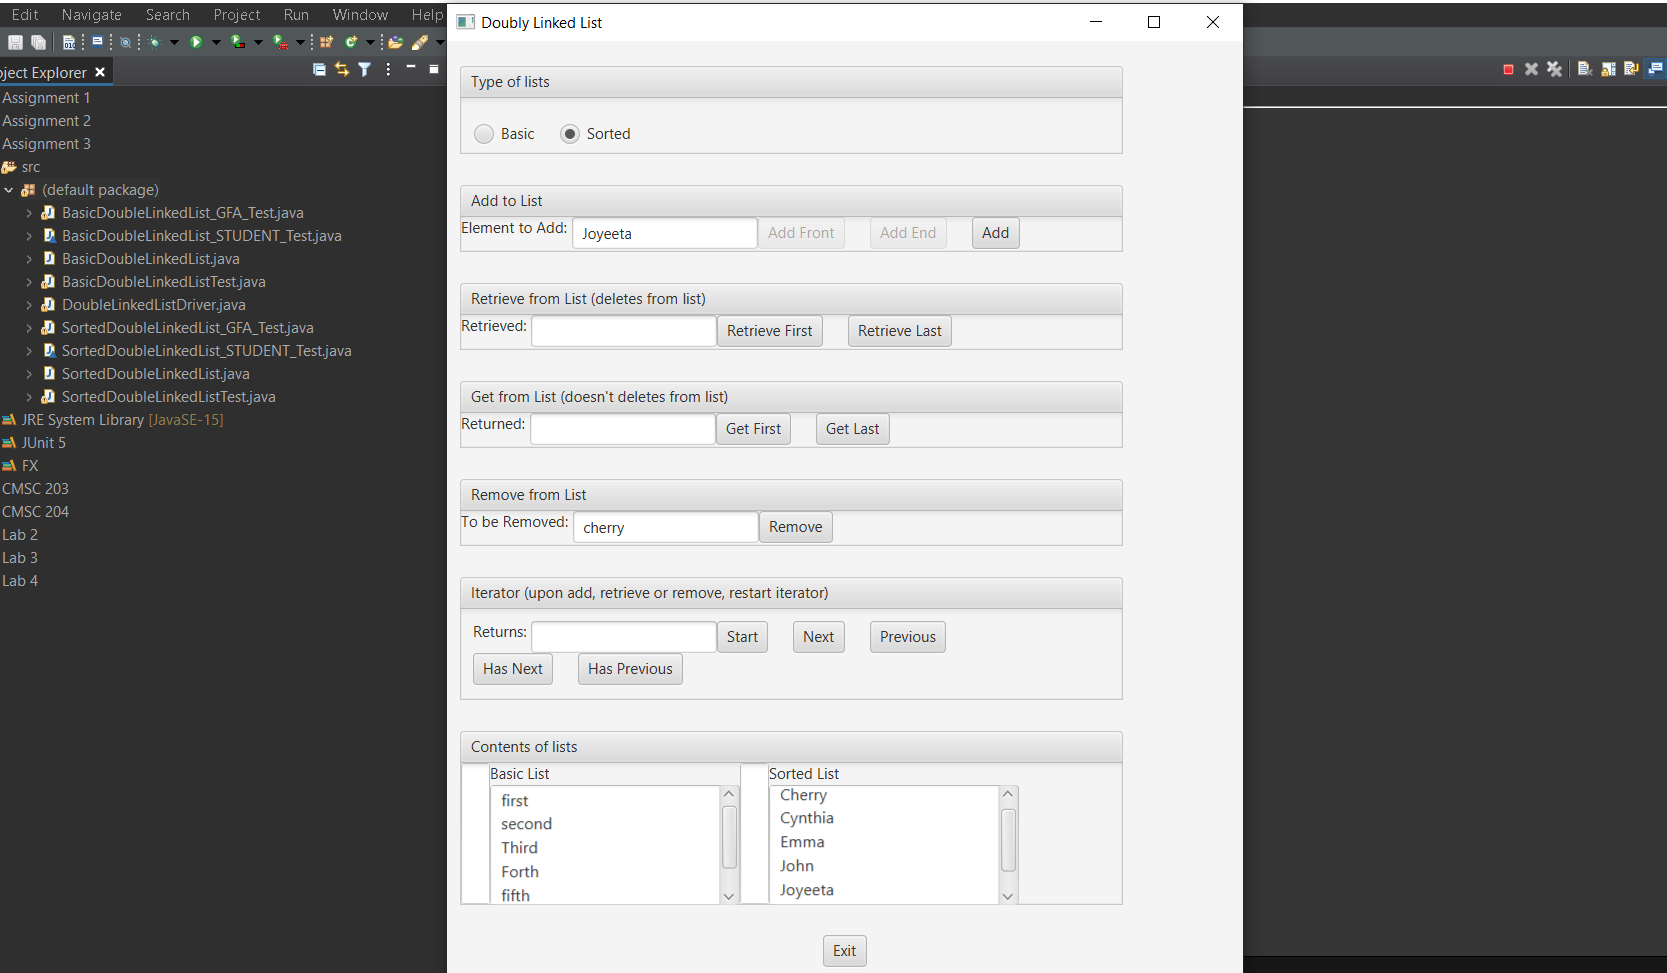 Edit Navigate Search Project Run Window Help
Doubly Linked List
ject Explorer
Assignment 1
Assignment 2
Assignment 3
src
(default package)
BasicDoubleLinkedList_GFA_Test.java
BasicDoubleLinkedList_STUDENT_Test.java
BasicDoubleLinkedList.java
BasicDoubleLinkedListTest.java
DoubleLinkedListDriver.java
SortedDoubleLinkedList_GFA_Test.java
SortedDoubleLinkedList_STUDENT_Test.java
SortedDoubleLinkedList.java
SortedDoubleLinkedListTest.java
JRE System Library [JavaSE-15]
JUnit 5
FX
CMSC 203
CMSC 204
Lab 2
Lab 3
Lab 4
Type of lists
Basic Sorted
Add to List
Element to Add: Joyeeta Add Front Add End Add
Retrieve from List (deletes from list)
Retrieved: Retrieve First Retrieve Last
Get from List (doesn't deletes from list)
Returned: Get First Get Last
Remove from List
To be Removed: cherry Remove
Iterator (upon add, retrieve or remove, restart iterator)
Returns: Start Next Previous
Has Next Has Previous
Contents of lists
Basic List
first
second
Third
Forth
fifth
Sorted List
Cherry
Cynthia
Emma
John
Joyeeta
Exit